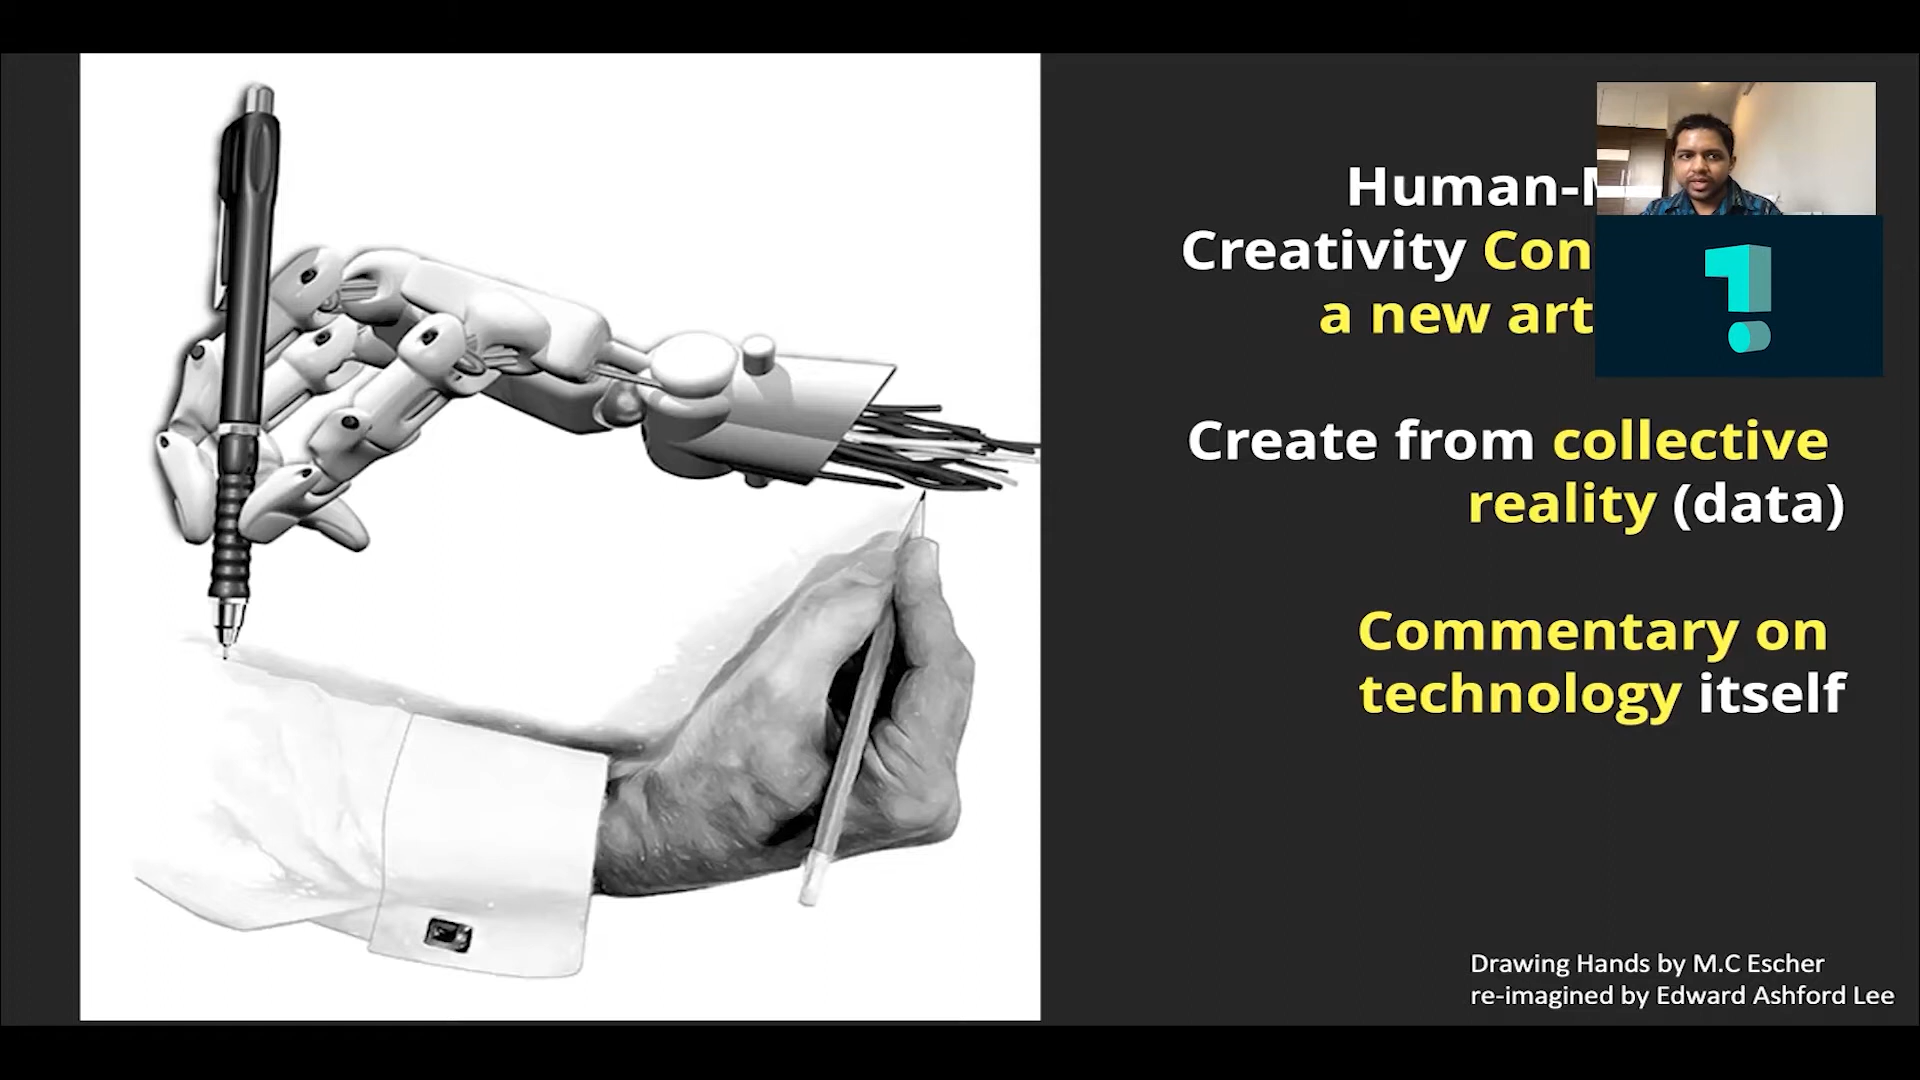 Human-
Creativity Con
a new art
Create from collective
reality (data)
Commentary on
technology itself
Drawing Hands by M.C Escher
re-imagined by Edward Ashford Lee